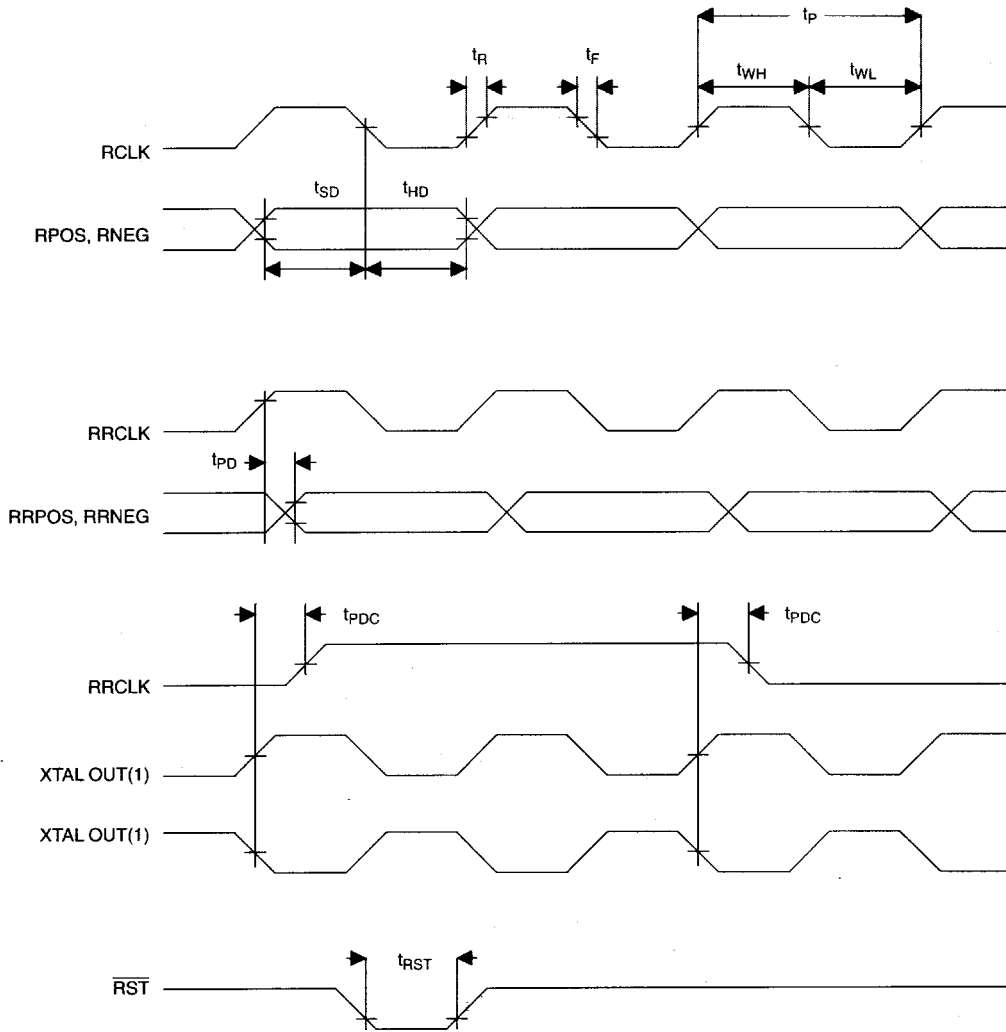 tP
tR
tF
tWH
tWL
RCLK
tSD
tHD
RPOS, RNEG
RRCLK
tPD
RRPOS, RRNEG
tPDC
tPDC
RRCLK
XTAL OUT(1)
XTAL OUT(1)
tRST
RST